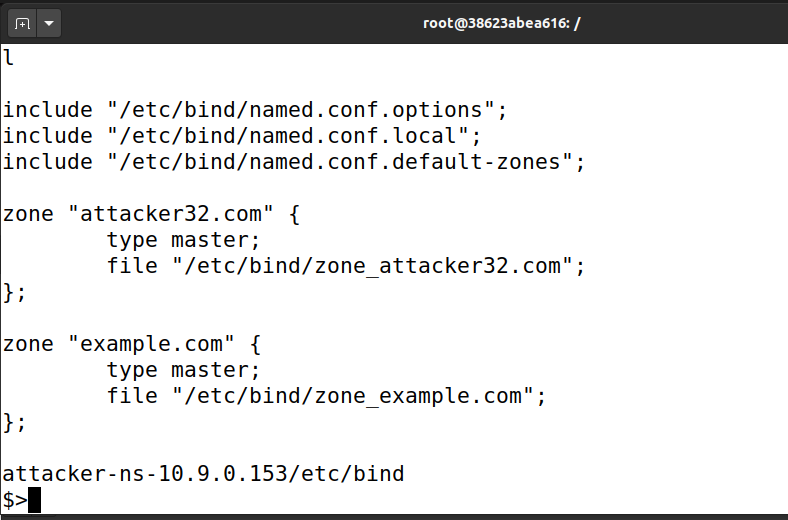 root@38623abea616: /
l
include "/etc/bind/named.conf.options";
include "/etc/bind/named.conf.local";
include "/etc/bind/named.conf.default-zones";
zone "attacker32.com" {
type master;
file "/etc/bind/zone_attacker32.com";
};
zone "example.com" {
type master;
file "/etc/bind/zone_example.com";
};
attacker-ns-10.9.0.153/etc/bind
$>